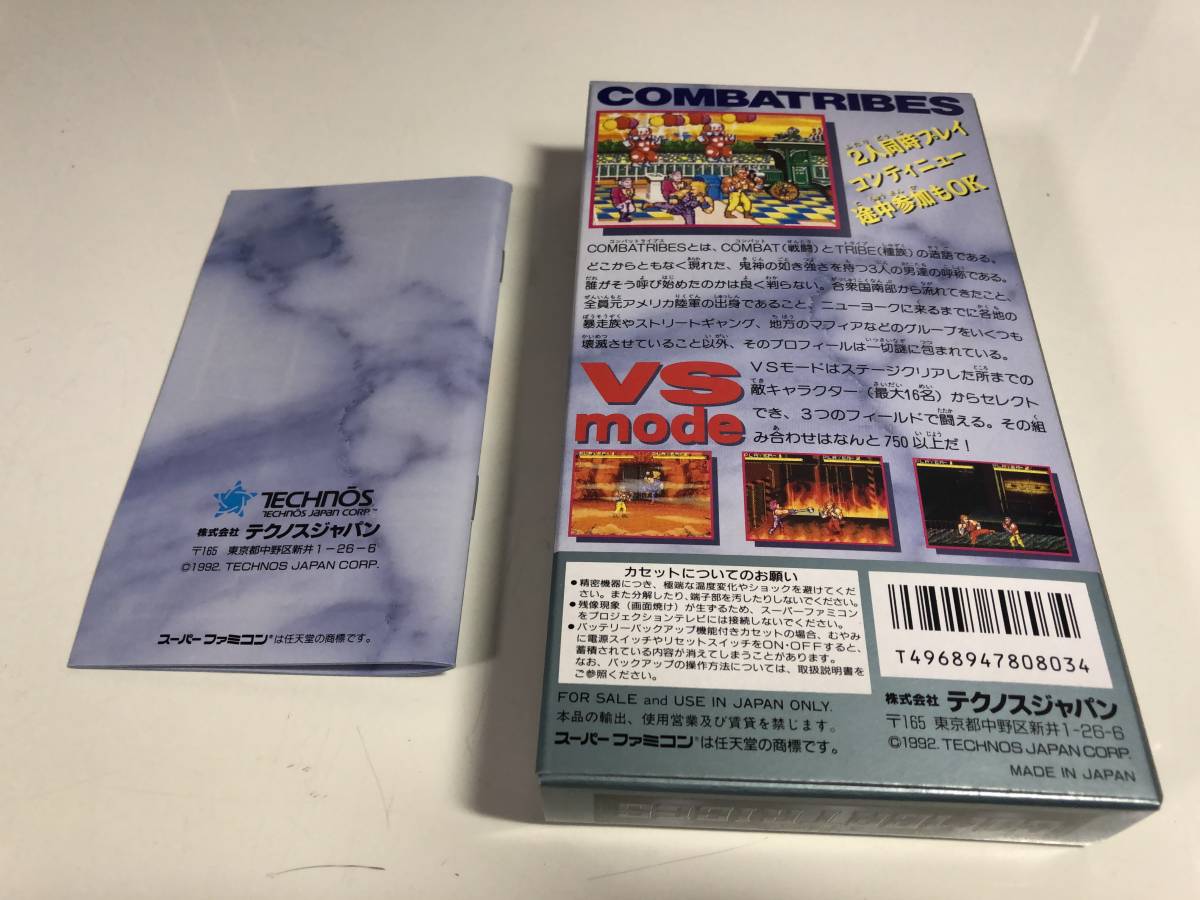 TECHNŌS
TECHNŌS JAPAN CORP.™
株式会社 テクノスジャパン
〒165 東京都中野区新井1-26-6
©1992. TECHNOS JAPAN CORP.
スーパーファミコン®は任天堂の商標です。
COMBATRIBES
2人同時プレイ
コンティニュー
途中参加もOK
COMBATRIBESとは、COMBAT(戦闘)とTRIBE(種族)の造語である。
どこからともなく現れた、鬼神の如き強さを持つ3人の男達の呼称である。
誰がそう呼び始めたのかは良く判らない。合衆国南部から流れてきたこと、
全員元アメリカ陸軍の出身であること、ニューヨークに来るまでに各地の
暴走族やストリートギャング、地方のマフィアなどのグループをいくつも
壊滅させていること以外、そのプロフィールは一切謎に包まれている。
VS
mode
VSモードはステージクリアした所までの
敵キャラクター(最大16名)からセレクト
でき、3つのフィールドで闘える。その組
み合わせはなんと750以上だ!
カセットについてのお願い
●精密機器につき、極端な温度変化やショックを避けてくだ
さい。また分解したり、端子部を汚したりしないでください。
●残像現象(画面焼け)が生ずるため、スーパーファミコン
をプロジェクションテレビには接続しないでください。
●バッテリーバックアップ機能付きカセットの場合、むやみ
に電源スイッチやリセットスイッチをON・OFFすると、
蓄積されている内容が消えてしまうことがあります。
なお、バックアップの操作方法については、取扱説明書を
ご参照ください。
T4968947808034
FOR SALE and USE IN JAPAN ONLY.
本品の輸出、使用営業及び賃貸を禁じます。
スーパーファミコン®は任天堂の商標です。
株式会社 テクノスジャパン
〒165 東京都中野区新井1-26-6
©1992. TECHNOS JAPAN CORP.
MADE IN JAPAN